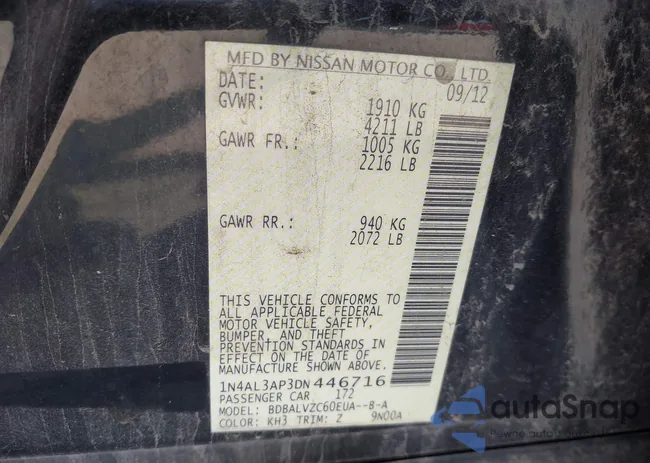 MFD BY NISSAN MOTOR CO., LTD.
DATE: 09/12
GVWR: 1910 KG
4211 LB
GAWR FR.: 1005 KG
2216 LB
GAWR RR.: 940 KG
2072 LB
THIS VEHICLE CONFORMS TO
ALL APPLICABLE FEDERAL
MOTOR VEHICLE SAFETY,
BUMPER, AND THEFT
PREVENTION STANDARDS IN
EFFECT ON THE DATE OF
MANUFACTURE SHOWN ABOVE.
1N4AL3AP3DN446716
PASSENGER CAR 172
MODEL: BDBALVZC60EUA--B-A
COLOR: KH3 TRIM: Z 9N00A
autoSnap